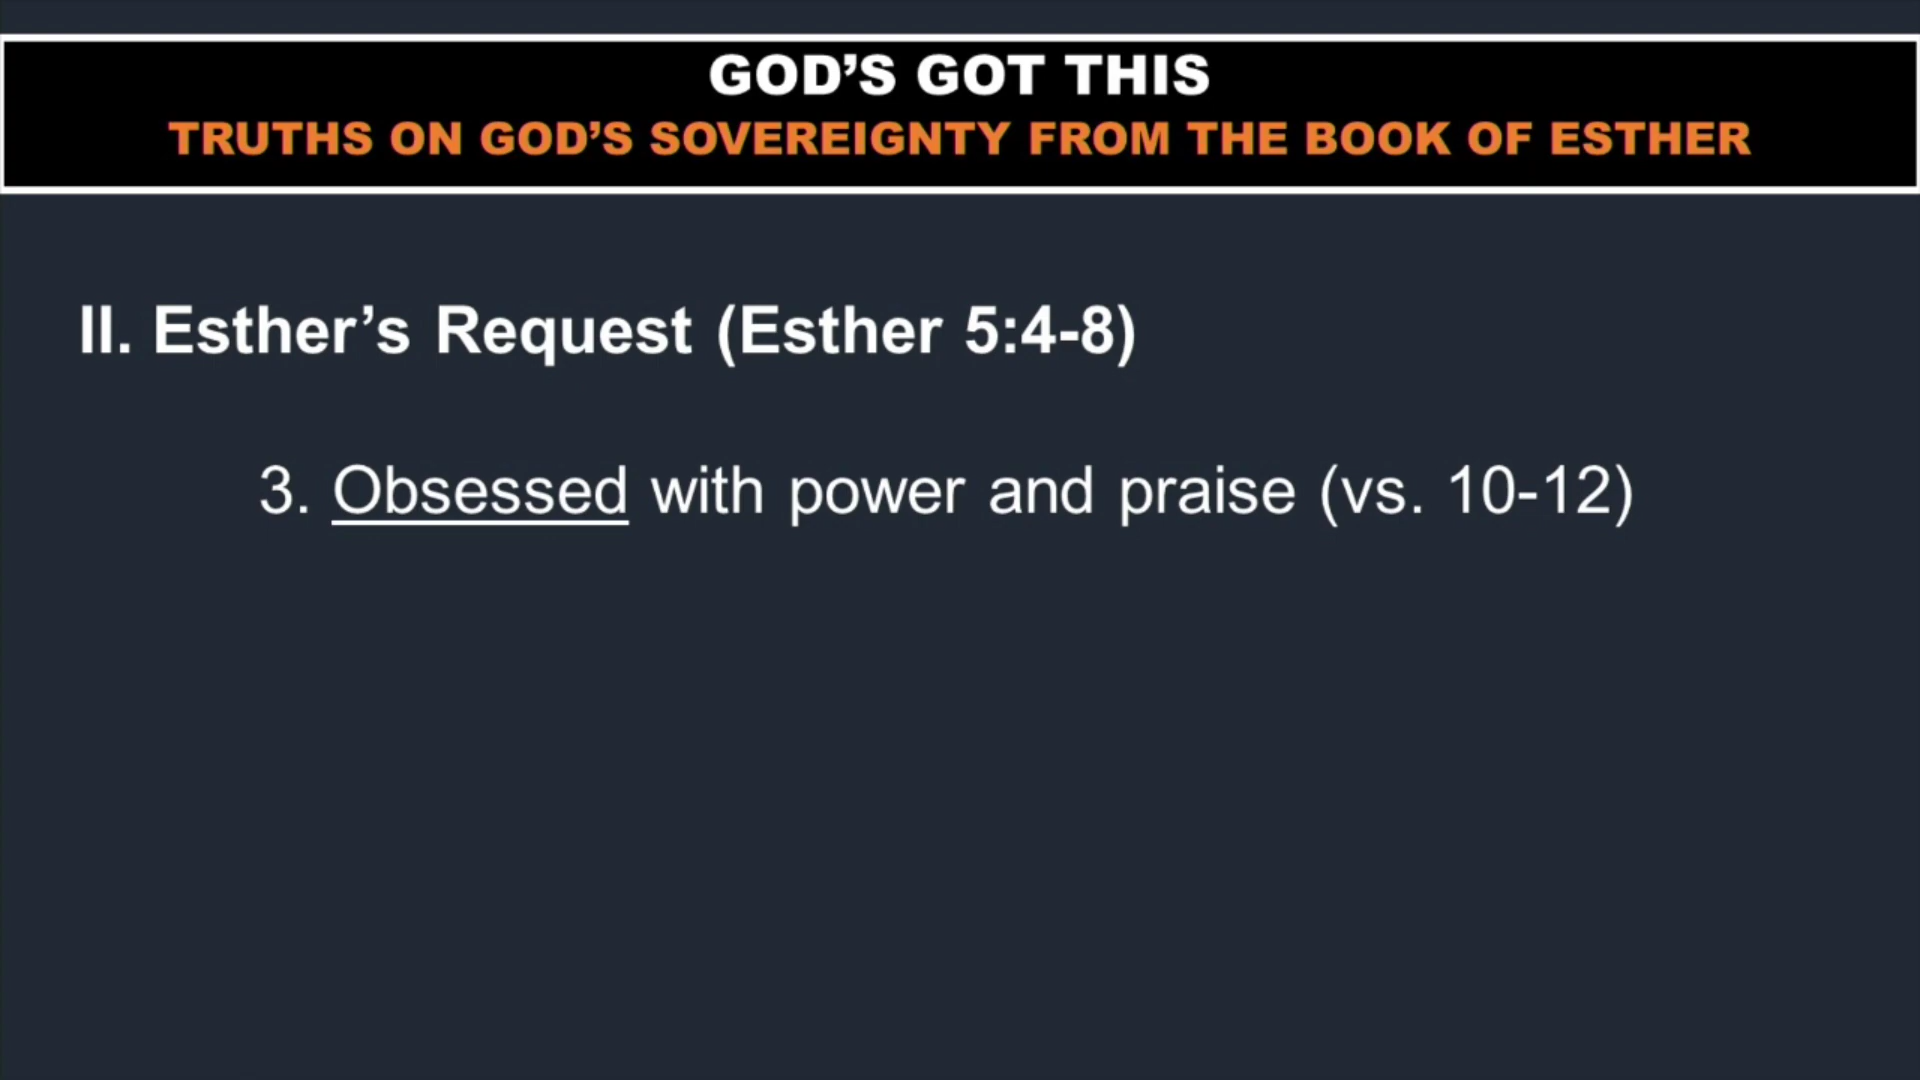 GOD’S GOT THIS
TRUTHS ON GOD’S SOVEREIGNTY FROM THE BOOK OF ESTHER
II. Esther’s Request (Esther 5:4-8)
3. Obsessed with power and praise (vs. 10-12)